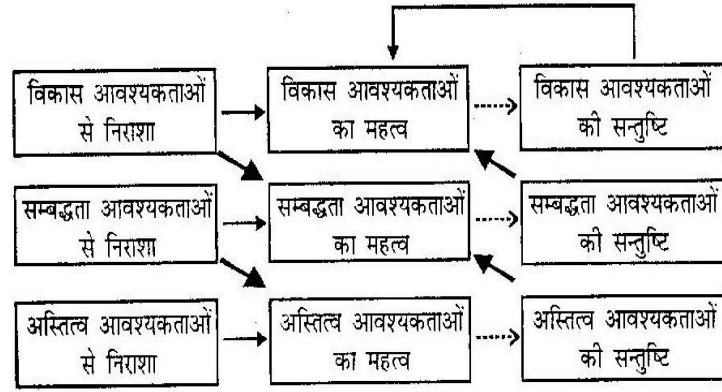 विकास आवश्यकताओं
से निराशा
विकास आवश्यकताओं
का महत्व
विकास आवश्यकताओं
की सन्तुष्टि
सम्बद्धता आवश्यकताओं
से निराशा
सम्बद्धता आवश्यकताओं
का महत्व
सम्बद्धता आवश्यकताओं
की सन्तुष्टि
अस्तित्व आवश्यकताओं
से निराशा
अस्तित्व आवश्यकताओं
का महत्व
अस्तित्व आवश्यकताओं
की सन्तुष्टि